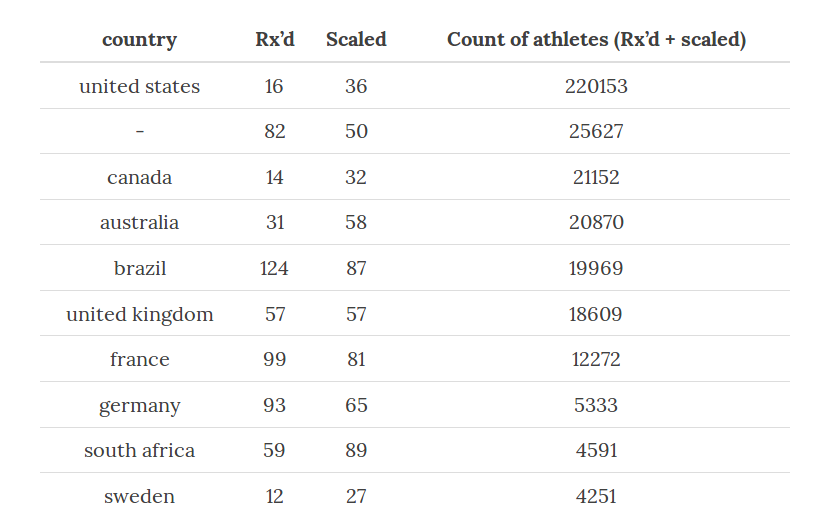 country Rx’d Scaled Count of athletes (Rx’d + scaled)
united states 16 36 220153
- 82 50 25627
canada 14 32 21152
australia 31 58 20870
brazil 124 87 19969
united kingdom 57 57 18609
france 99 81 12272
germany 93 65 5333
south africa 59 89 4591
sweden 12 27 4251